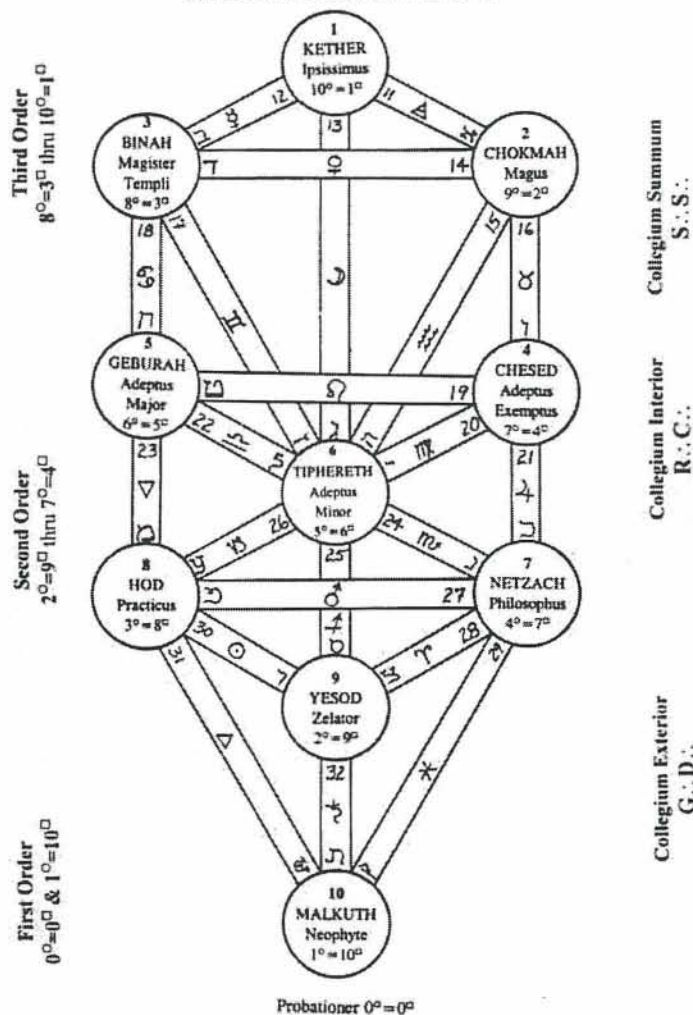 1
KETHER
Ipsissimus
10°=1□
12
13
11
3
BINAH
Magister
Templi
8°=3□
2
CHOKMAH
Magus
9°=2□
♀
14
18
17
15
16
☿
☽
♋
♊
♒
♉
5
GEBURAH
Adeptus
Major
6°=5□
4
CHESED
Adeptus
Exemptus
7°=4□
♌
19
22
♎
♍
20
23
21
♃
6
TIPHERETH
Adeptus
Minor
5°=6□
26
♑
24
♏
25
8
HOD
Practicus
3°=8□
7
NETZACH
Philosophus
4°=7□
♂
27
30
☉
♐
28
♈
31
29
9
YESOD
Zelator
2°=9□
32
♄
10
MALKUTH
Neophyte
1°=10□
Probationer 0°=0□
Third Order
8°=3□ thru 10°=1□
Second Order
2°=9□ thru 7°=4□
First Order
0°=0□ & 1°=10□
Collegium Summum
S∴S∴
Collegium Interior
R∴C∴
Collegium Exterior
G∴D∴